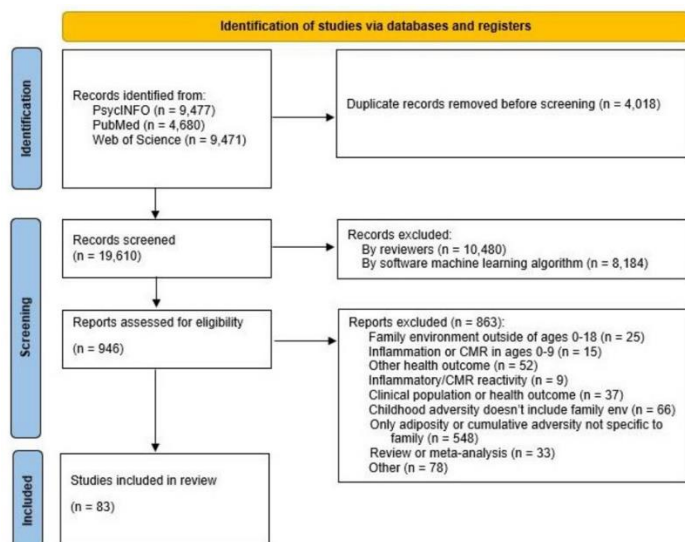 Identification of studies via databases and registers
Identification
Records identified from:
PsycINFO (n = 9,477)
PubMed (n = 4,680)
Web of Science (n = 9,471)
Duplicate records removed before screening (n = 4,018)
Screening
Records screened
(n = 19,610)
Records excluded:
By reviewers (n = 10,480)
By software machine learning algorithm (n = 8,184)
Reports assessed for eligibility
(n = 946)
Reports excluded (n = 863):
Family environment outside of ages 0-18 (n = 25)
Inflammation or CMR in ages 0-9 (n = 15)
Other health outcome (n = 52)
Inflammatory/CMR reactivity (n = 9)
Clinical population or health outcome (n = 37)
Childhood adversity doesn't include family env (n = 66)
Only adiposity or cumulative adversity not specific to
family (n = 548)
Review or meta-analysis (n = 33)
Other (n = 78)
Included
Studies included in review
(n = 83)